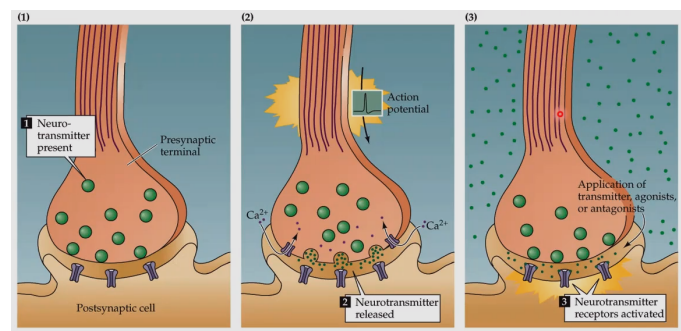 (1)
1 Neuro-
transmitter
present
Presynaptic
terminal
Postsynaptic cell
(2)
Action
potential
Ca2+
Ca2+
2 Neurotransmitter
released
(3)
Application of
transmitter, agonists,
or antagonists
3 Neurotransmitter
receptors activated